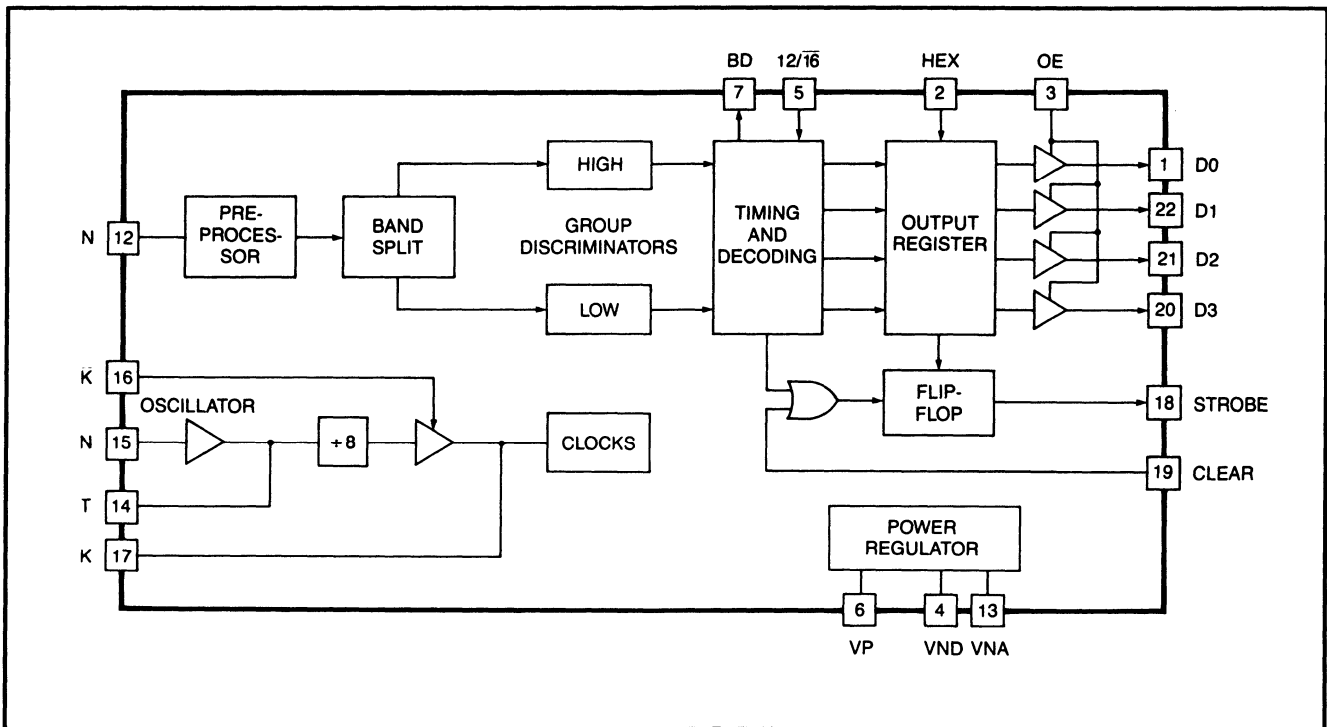 BD 12/1̅6̅ HEX OE
7 5 2 3
HIGH
1 D0
PRE-
PROCES-
SOR
BAND
SPLIT
GROUP
DISCRIMINATORS
TIMING
AND
DECODING
OUTPUT
REGISTER
22 D1
N 12
21 D2
LOW
20 D3
K̅ 16
OSCILLATOR
FLIP-
FLOP
18 STROBE
N 15
÷8
CLOCKS
19 CLEAR
T 14
K 17
POWER
REGULATOR
6 4 13
VP VND VNA